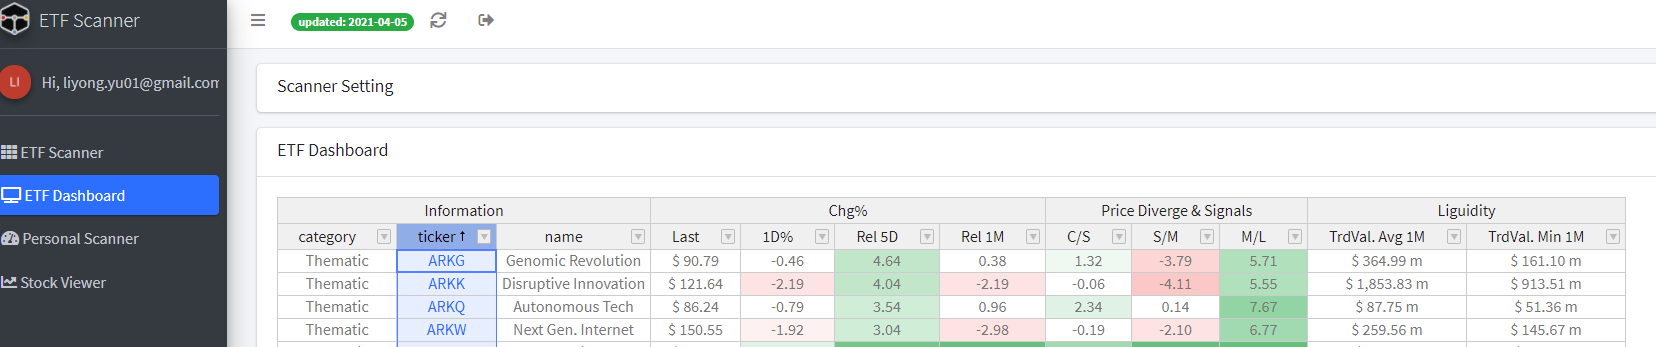 ETF Scanner
updated: 2021-04-05
LI
Hi, liyong.yu01@gmail.com
Scanner Setting
ETF Scanner
ETF Dashboard
Personal Scanner
Stock Viewer
ETF Dashboard
Information Chg% Price Diverge & Signals Liguidity
category ticker↑ name Last 1D% Rel 5D Rel 1M C/S S/M M/L TrdVal. Avg 1M TrdVal. Min 1M
Thematic ARKG Genomic Revolution $ 90.79 -0.46 4.64 0.38 1.32 -3.79 5.71 $ 364.99 m $ 161.10 m
Thematic ARKK Disruptive Innovation $ 121.64 -2.19 4.04 -2.19 -0.06 -4.11 5.55 $ 1,853.83 m $ 913.51 m
Thematic ARKQ Autonomous Tech $ 86.24 -0.79 3.54 0.96 2.34 0.14 7.67 $ 87.75 m $ 51.36 m
Thematic ARKW Next Gen. Internet $ 150.55 -1.92 3.04 -2.98 -0.19 -2.10 6.77 $ 259.56 m $ 145.67 m